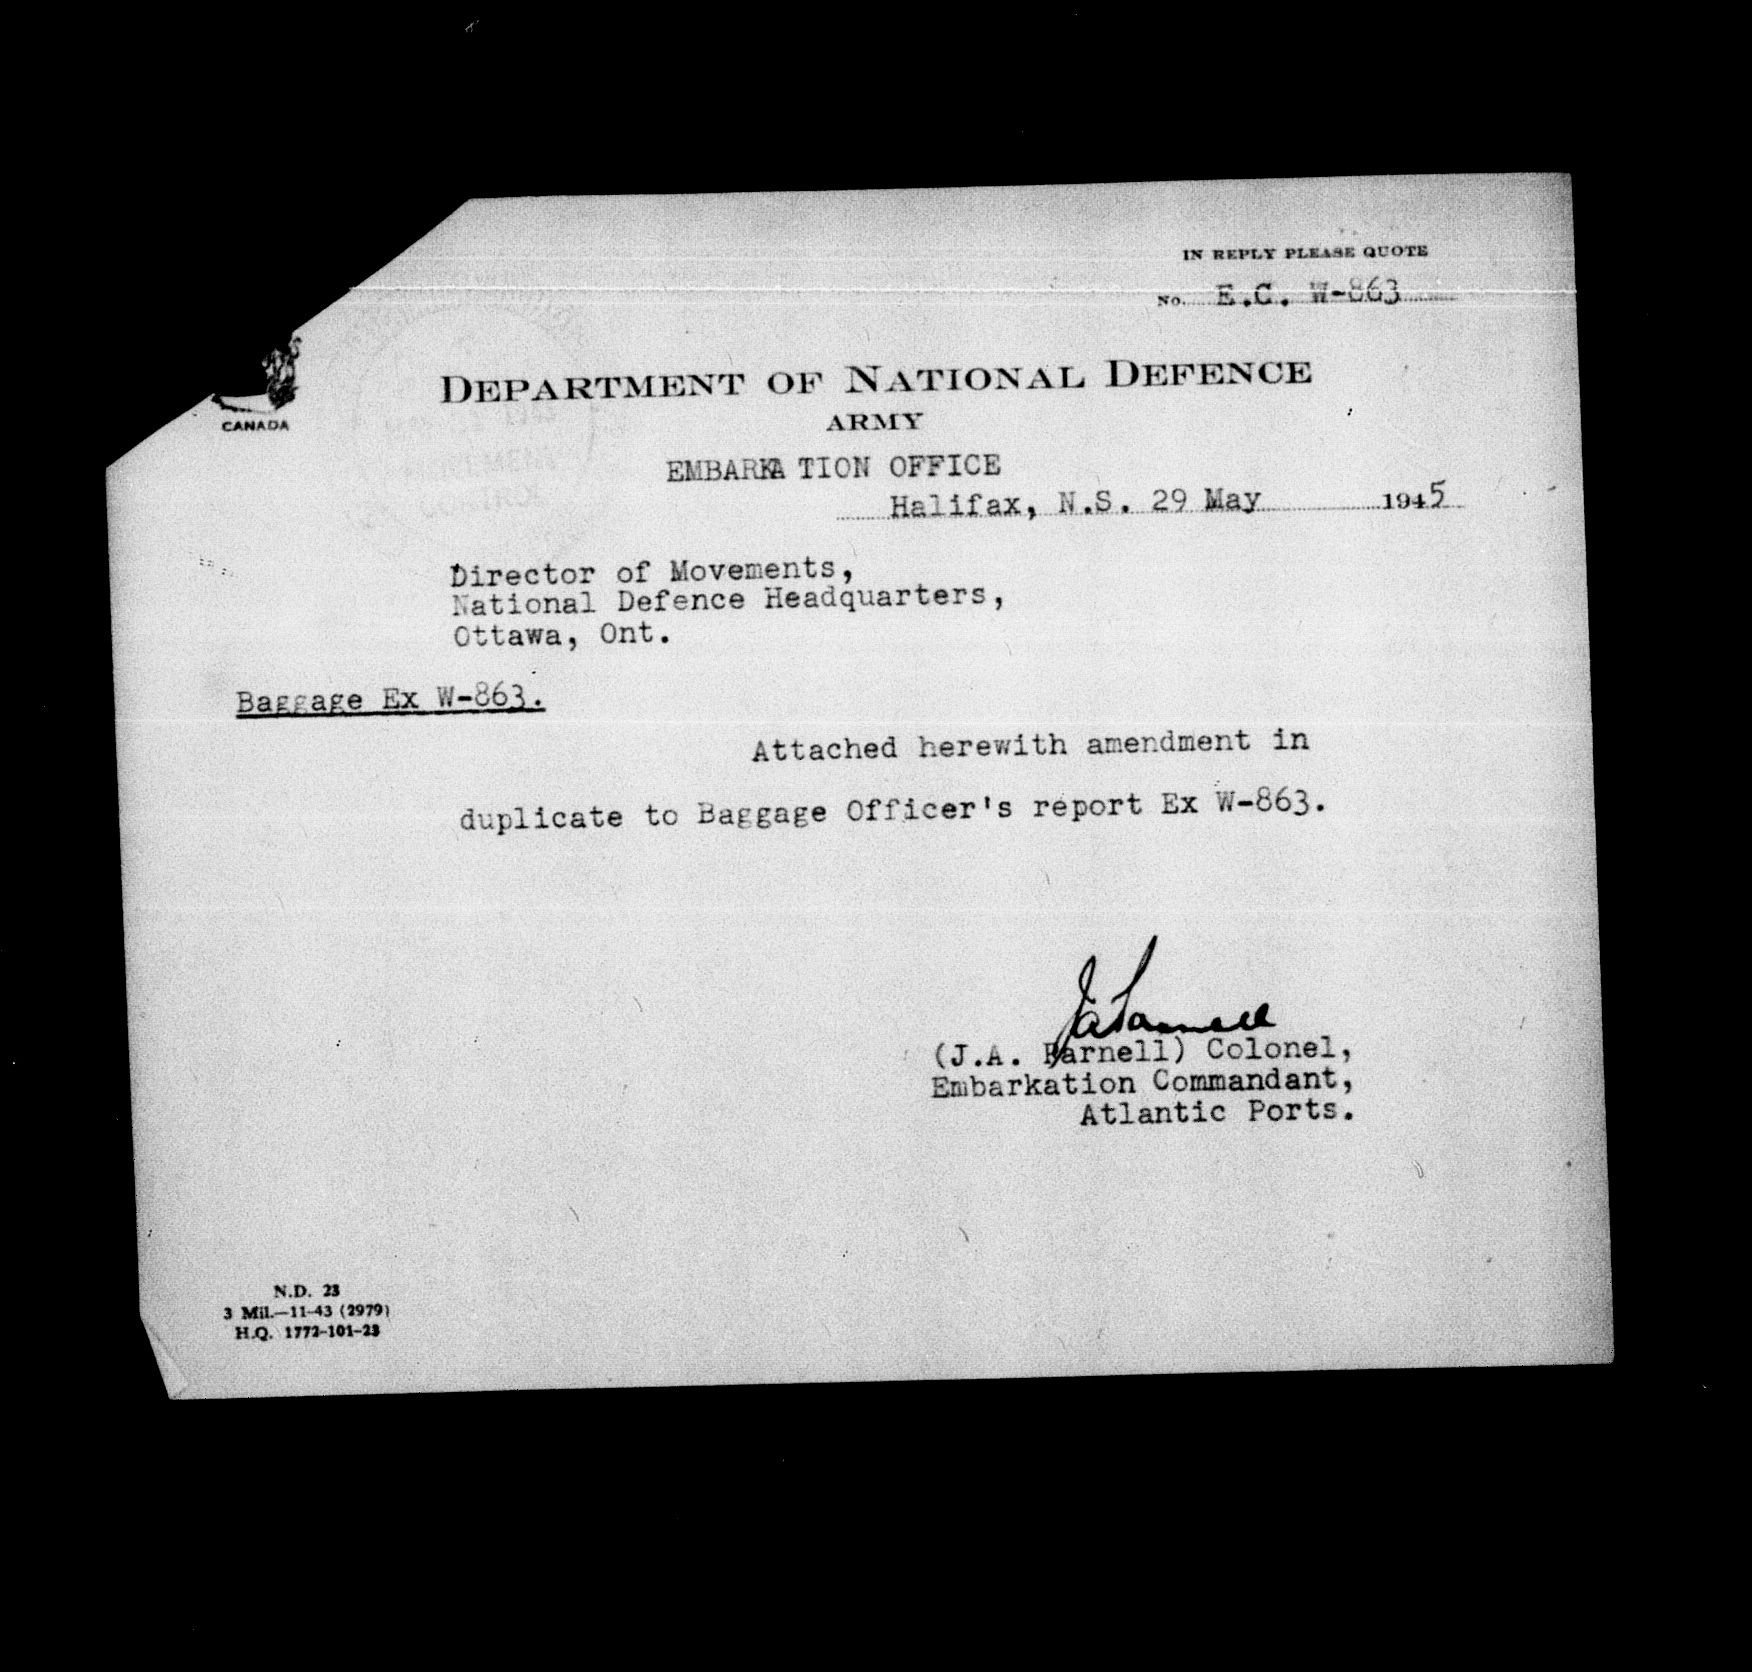 IN REPLY PLEASE QUOTE
No. E.C. W-863
CANADA
DEPARTMENT OF NATIONAL DEFENCE
ARMY
EMBARKA TION OFFICE
Halifax, N.S. 29 May 1945
Director of Movements,
National Defence Headquarters,
Ottawa, Ont.
Baggage Ex W-863.
Attached herewith amendment in
duplicate to Baggage Officer's report Ex W-863.
JAParnell
(J.A. Parnell) Colonel,
Embarkation Commandant,
Atlantic Ports.
N.D. 23
3 Mil.—11-43 (2979)
H.Q. 1772-101-23